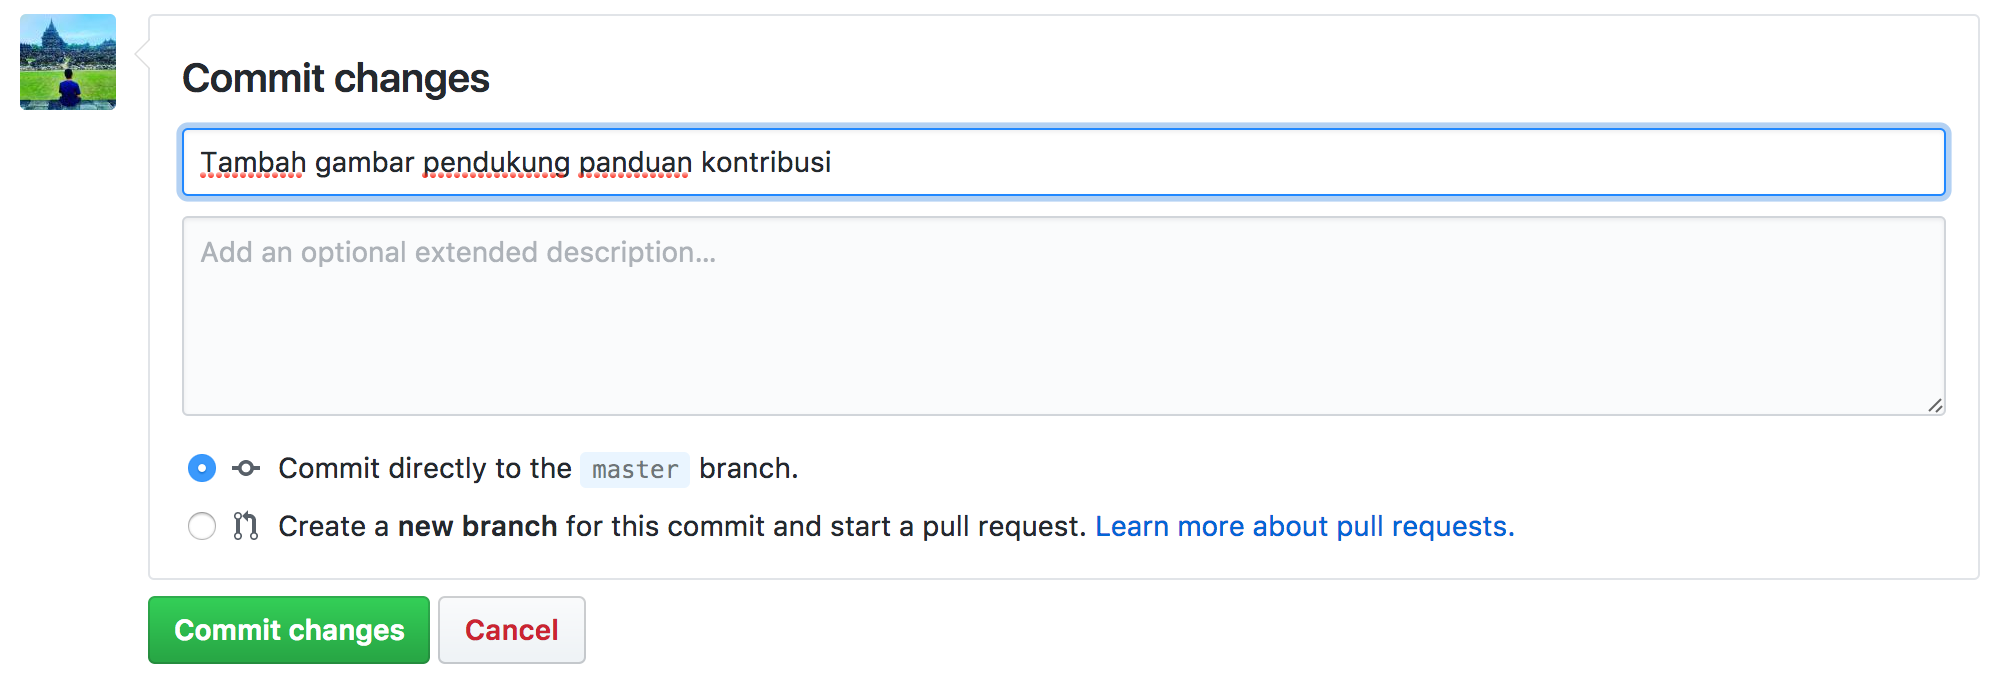 Commit changes
Tambah gambar pendukung panduan kontribusi
Add an optional extended description...
Commit directly to the master branch.
Create a new branch for this commit and start a pull request. Learn more about pull requests.
Commit changes Cancel